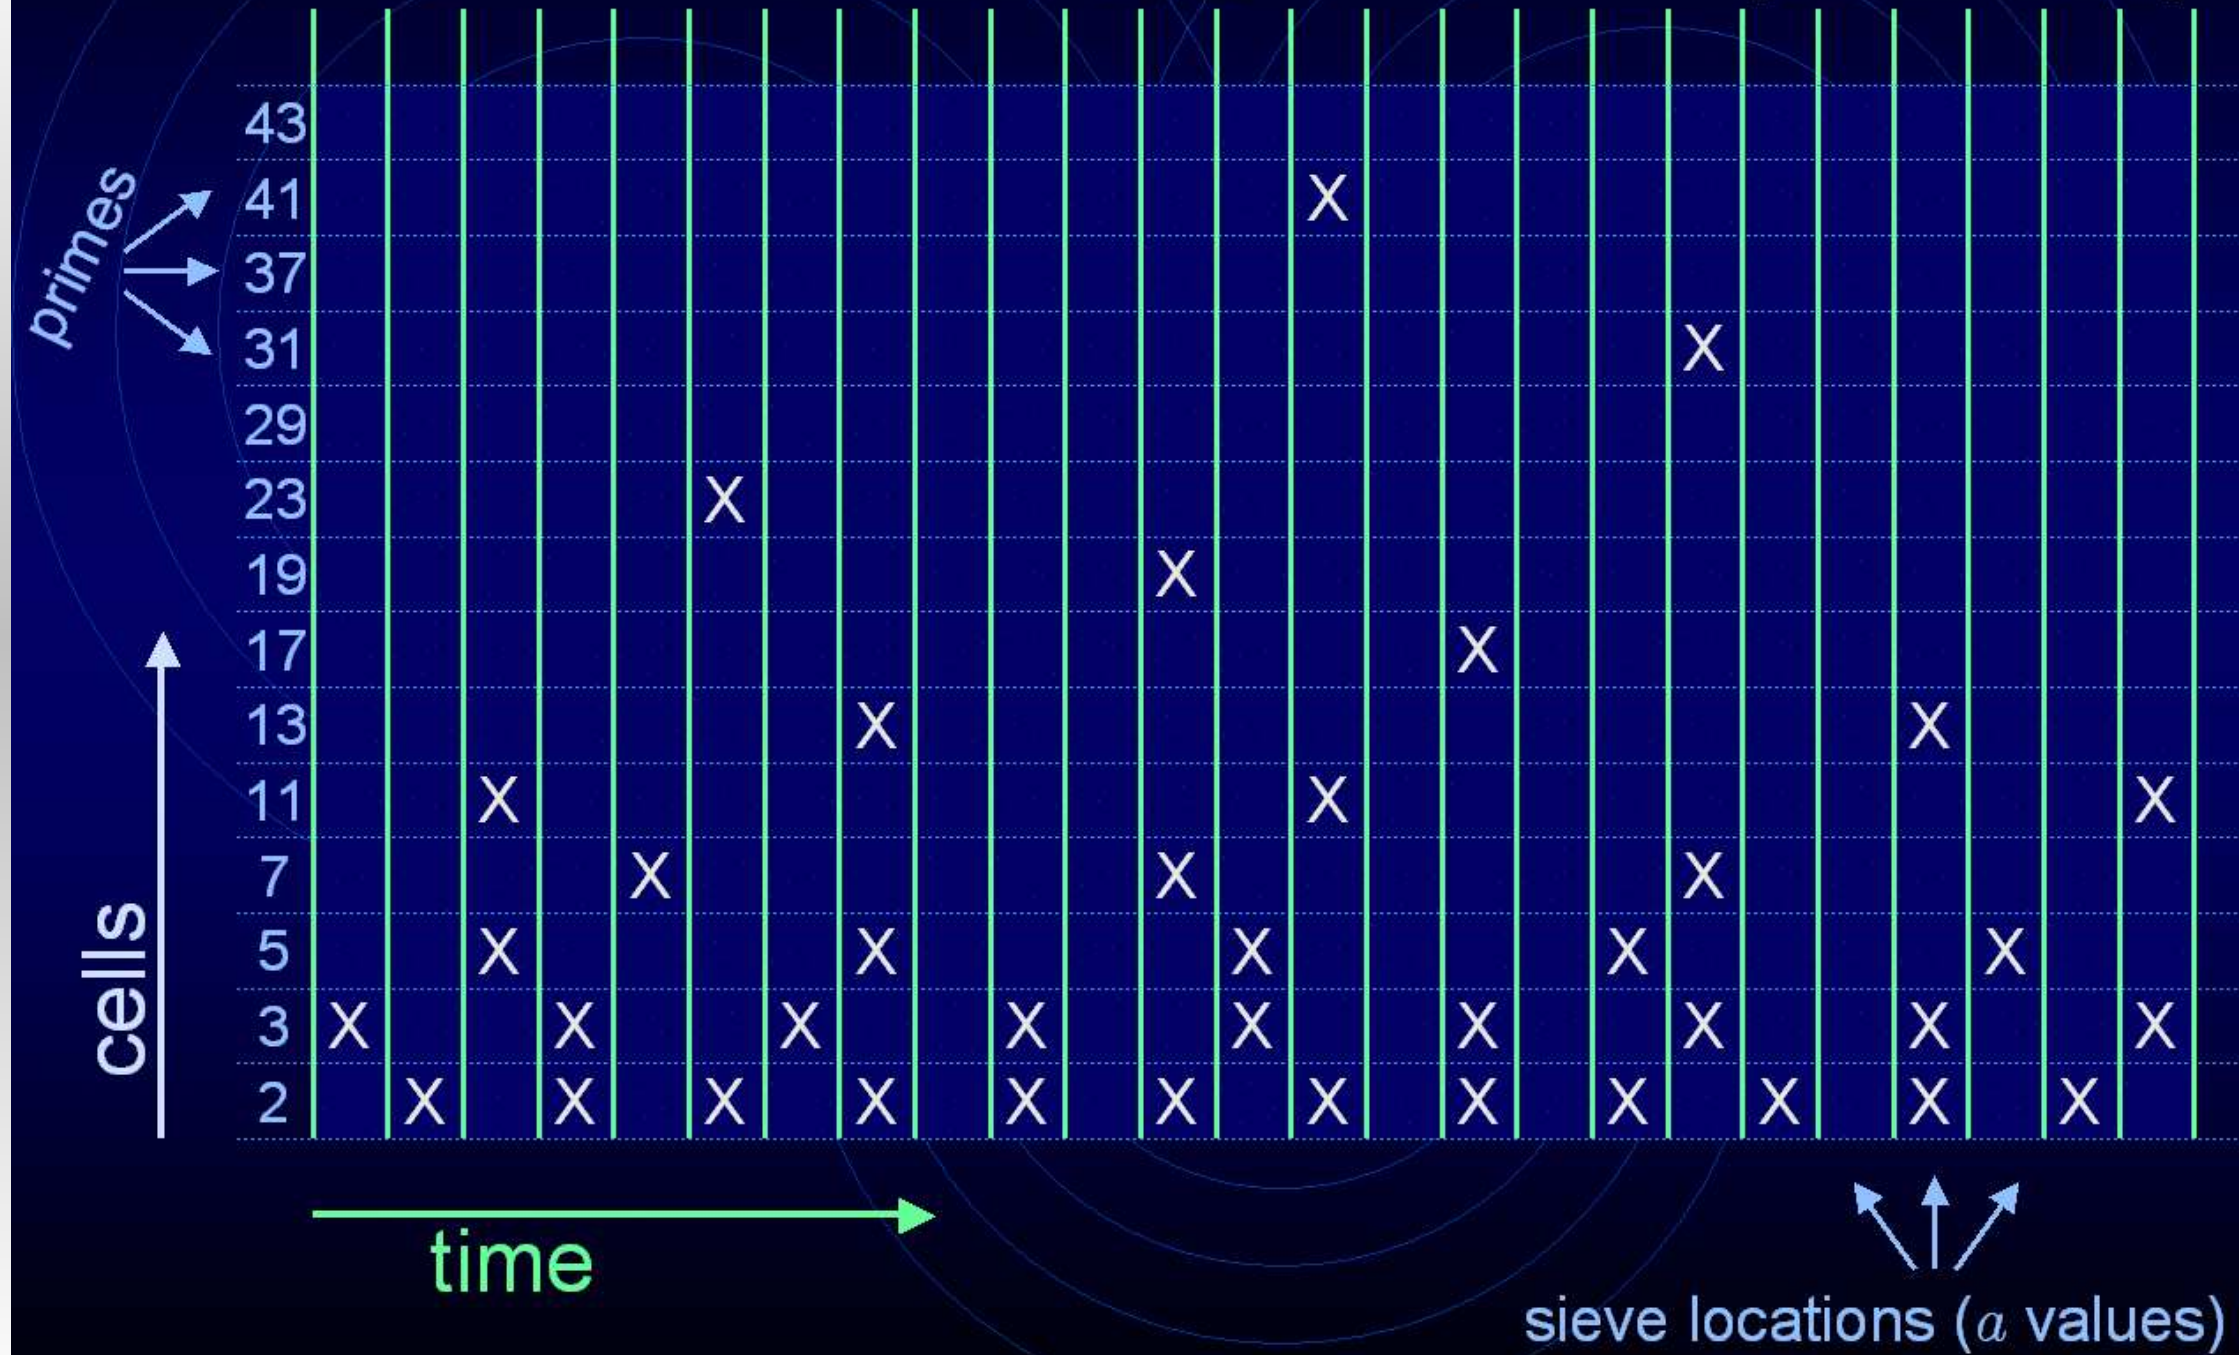 43
41 X
primes
37
31 X
29
23 X
19 X
17 X
13 X X
11 X X X
7 X X X
5 X X X X X
3 X X X X X X X X X
2 X X X X X X X X X X X X
cells
time
sieve locations (a values)